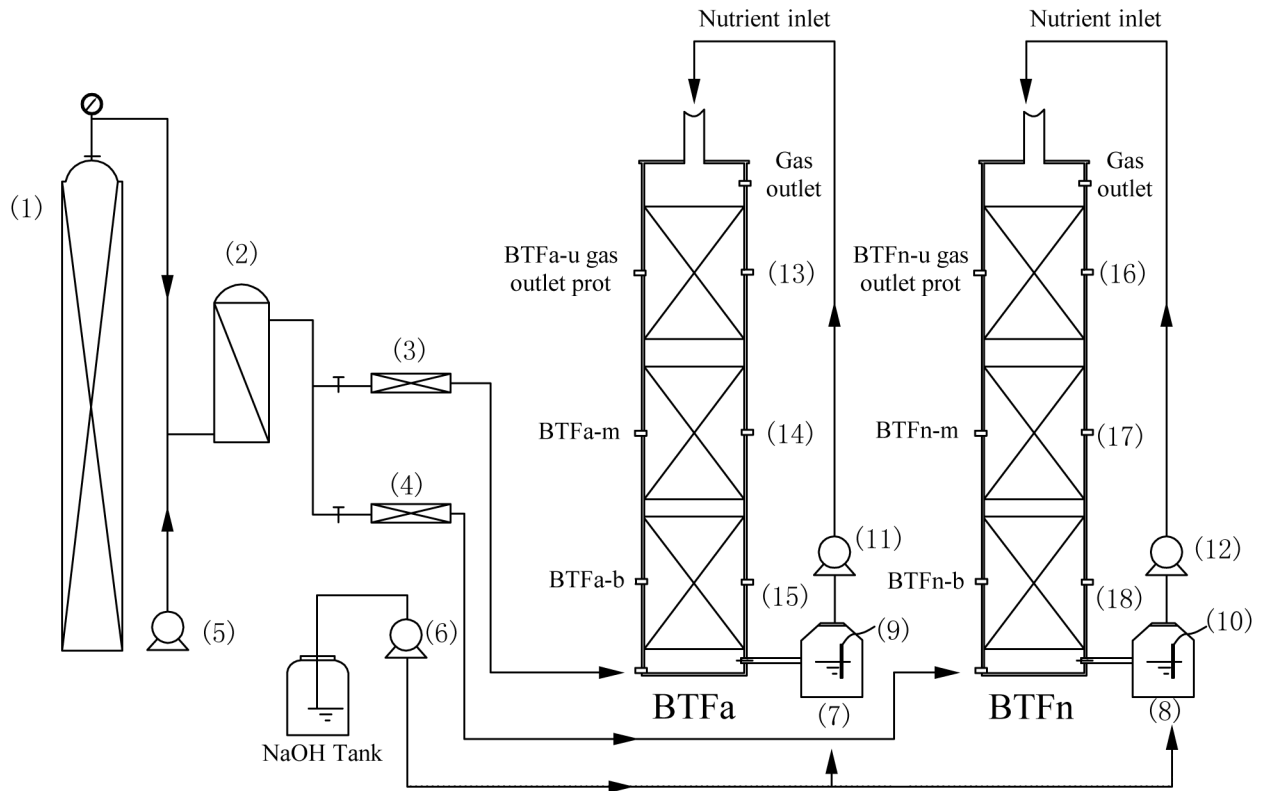 Nutrient inlet
Nutrient inlet
Gas
outlet
Gas
outlet
(1)
(2)
BTFa-u gas
outlet prot
(13)
BTFn-u gas
outlet prot
(16)
(3)
BTFa-m
(14)
BTFn-m
(17)
(4)
(11)
(12)
BTFa-b
(15)
BTFn-b
(18)
(5)
(6)
(9)
(10)
BTFa
(7)
BTFn
(8)
NaOH Tank